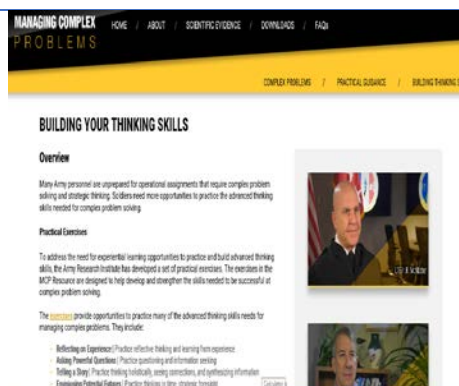 MANAGING COMPLEX
PROBLEMS
HOME / ABOUT / SCIENTIFIC EVIDENCE / DOWNLOADS / FAQs
COMPLEX PROBLEMS / PRACTICAL GUIDANCE / BUILDING THINKING
BUILDING YOUR THINKING SKILLS
Overview
Many Army personnel are unprepared for operational assignments that require complex problem
solving and strategic thinking. Soldiers need more opportunities to practice the advanced thinking
skills needed for complex problem solving.
Practical Exercises
To address the need for experiential learning opportunities to practice and build advanced thinking
skills, the Army Research Institute has developed a set of practical exercises. The exercises in the
MCP Resource are designed to help develop and strengthen the skills needed to be successful at
complex problem solving.
The exercises provide opportunities to practice many of the advanced thinking skills needs for
managing complex problems. They include:
- Reflecting on Experience | Practice reflective thinking and learning from experience
- Asking Powerful Questions | Practice questioning and information seeking
- Telling a Story | Practice thinking holistically, seeing connections, and synthesizing information
- Envisioning Potential Futures | Practice thinking in time, strategic foresight